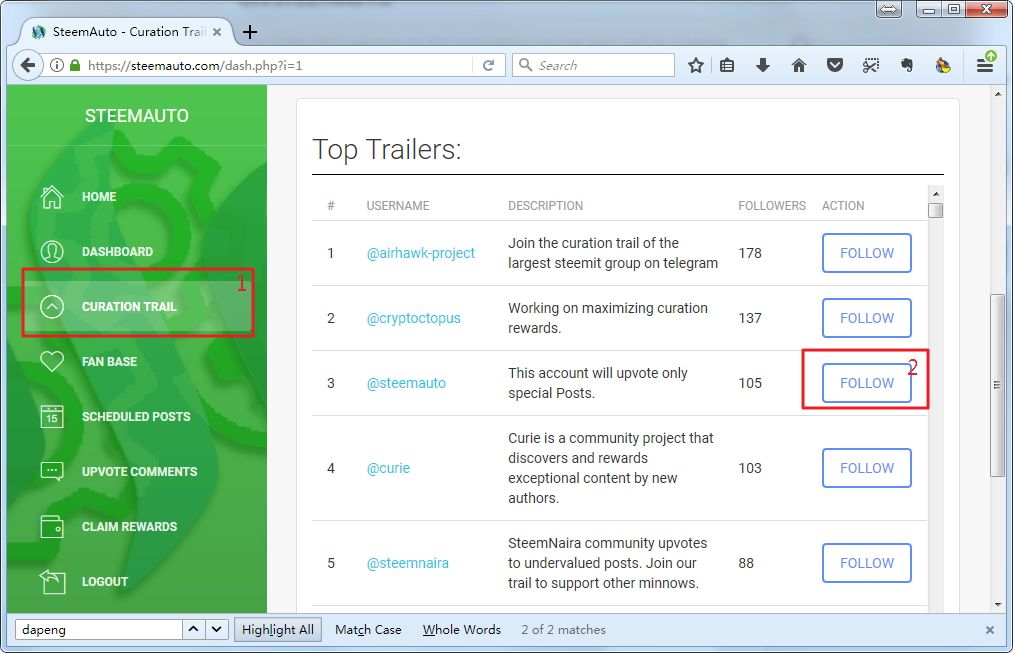 SteemAuto - Curation Trail
https://steemauto.com/dash.php?i=1
Search
STEEMAUTO
HOME
DASHBOARD
CURATION TRAIL
1
FAN BASE
15
SCHEDULED POSTS
UPVOTE COMMENTS
CLAIM REWARDS
LOGOUT
Top Trailers:
# USERNAME DESCRIPTION FOLLOWERS ACTION
1 @airhawk-project Join the curation trail of the
largest steemit group on telegram 178 FOLLOW
2 @cryptoctopus Working on maximizing curation
rewards. 137 FOLLOW
3 @steemauto This account will upvote only
special Posts. 105 FOLLOW
2
4 @curie Curie is a community project that
discovers and rewards
exceptional content by new
authors. 103 FOLLOW
5 @steemnaira SteemNaira community upvotes
to undervalued posts. Join our
trail to support other minnows. 88 FOLLOW
dapeng
Highlight All Match Case Whole Words 2 of 2 matches